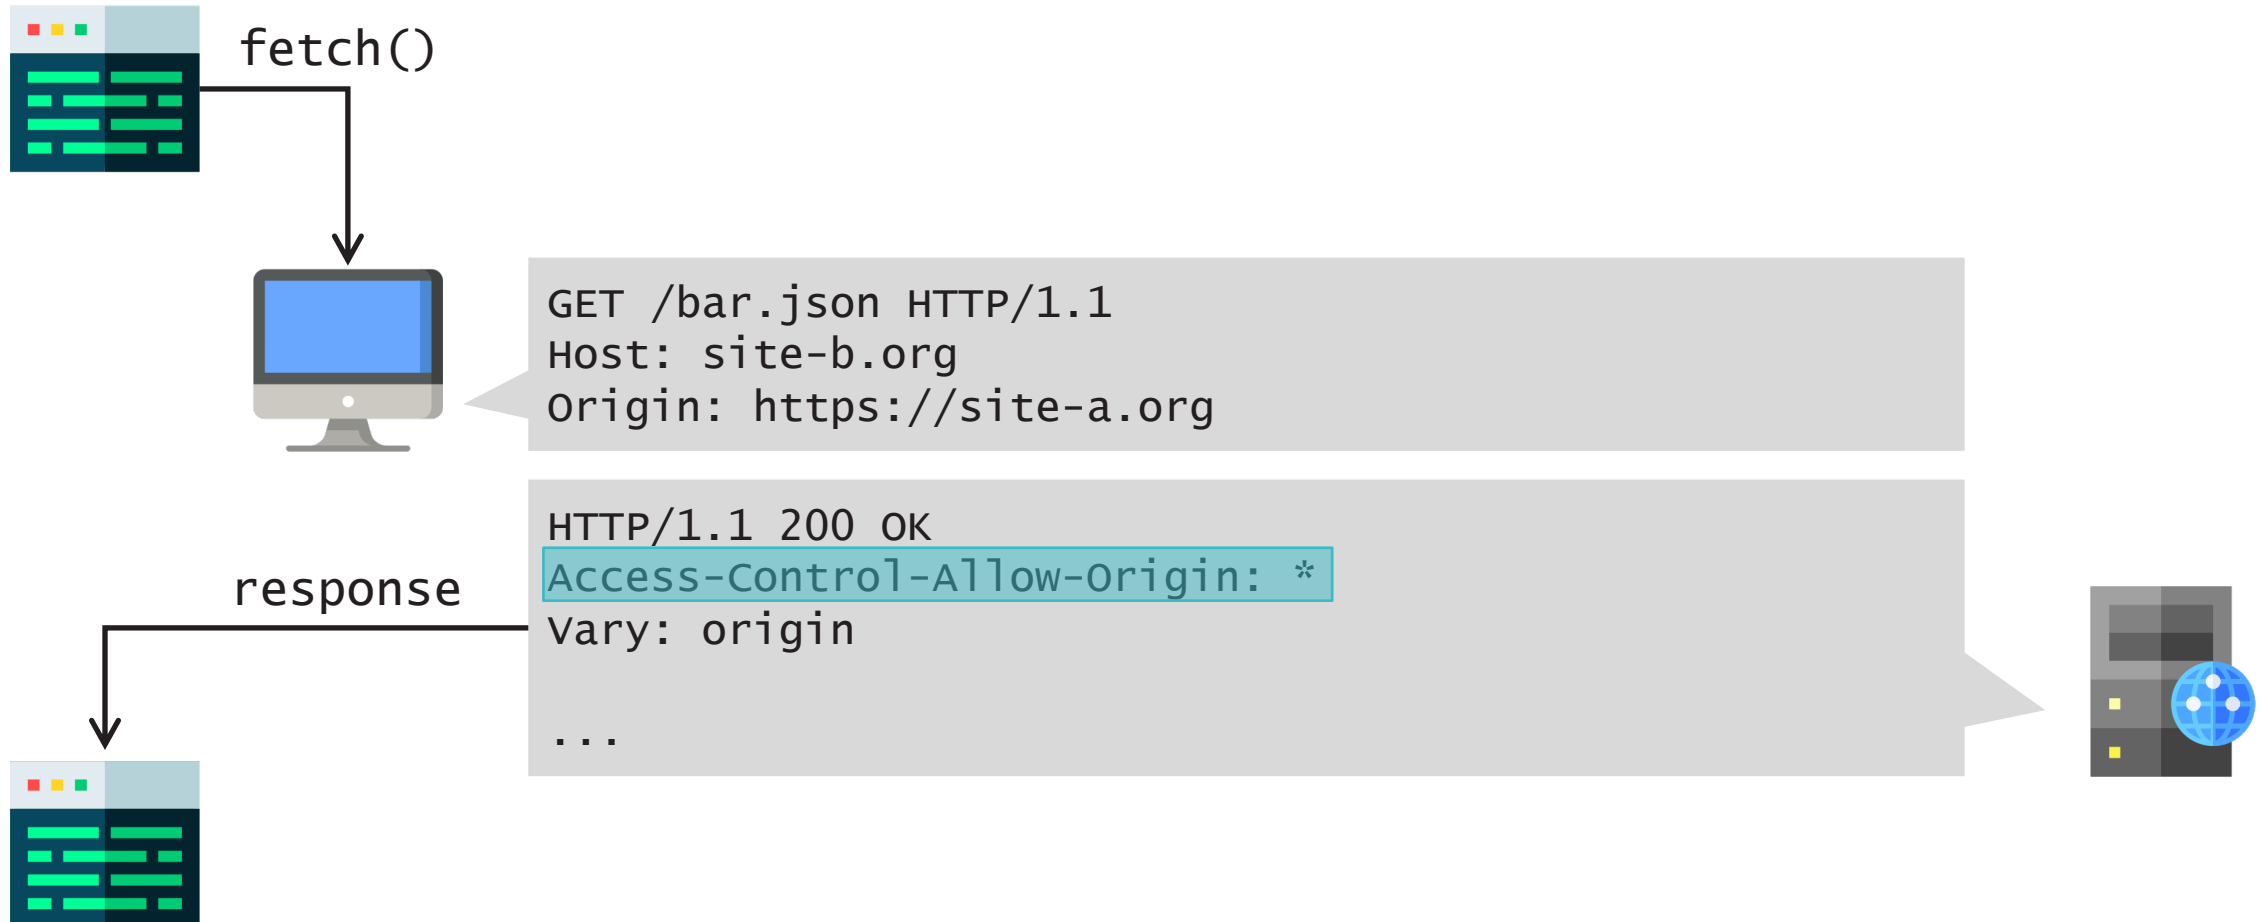 fetch()
GET /bar.json HTTP/1.1
Host: site-b.org
Origin: https://site-a.org
HTTP/1.1 200 OK
Access-Control-Allow-Origin: *
response
Vary: origin
...